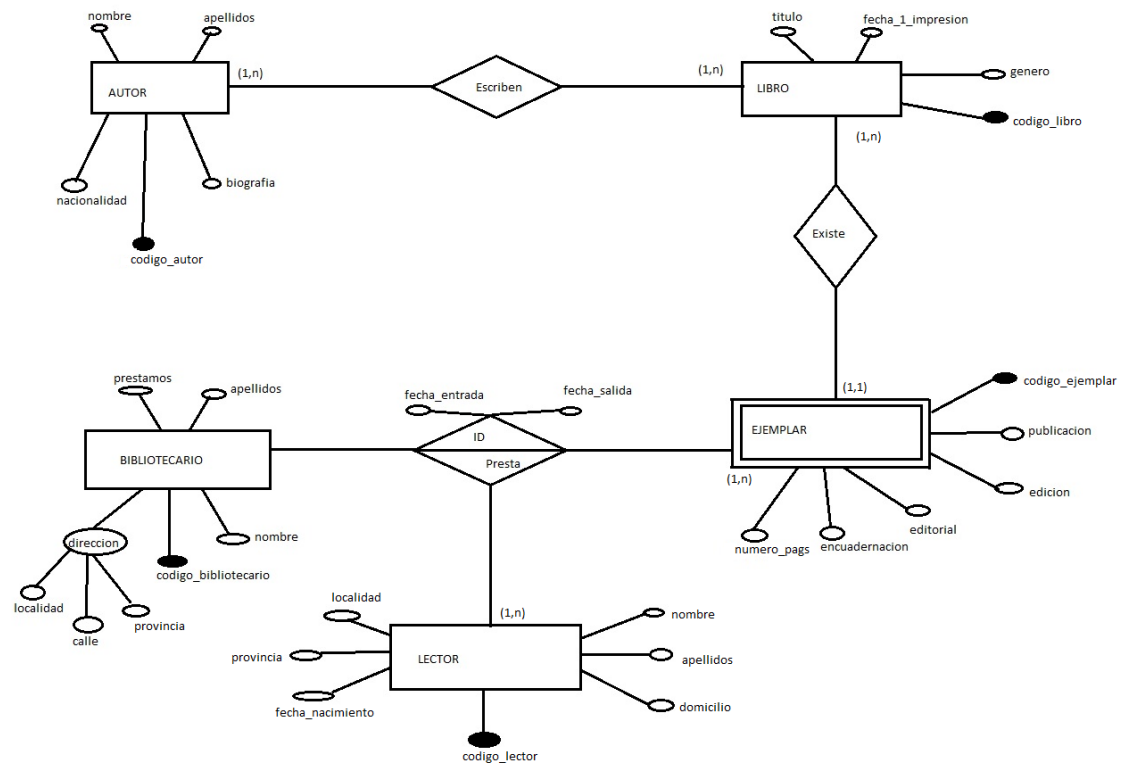 nombre
apellidos
AUTOR
(1,n)
Escriben
(1,n)
titulo
fecha_1_impresion
LIBRO
genero
codigo_libro
nacionalidad
biografia
codigo_autor
(1,n)
Existe
(1,1)
prestamos
apellidos
BIBLIOTECARIO
direccion
localidad
calle
provincia
codigo_bibliotecario
nombre
fecha_entrada
fecha_salida
ID
Presta
EJEMPLAR
(1,n)
codigo_ejemplar
publicacion
edicion
editorial
encuadernacion
numero_pags
(1,n)
localidad
provincia
fecha_nacimiento
LECTOR
nombre
apellidos
domicilio
codigo_lector